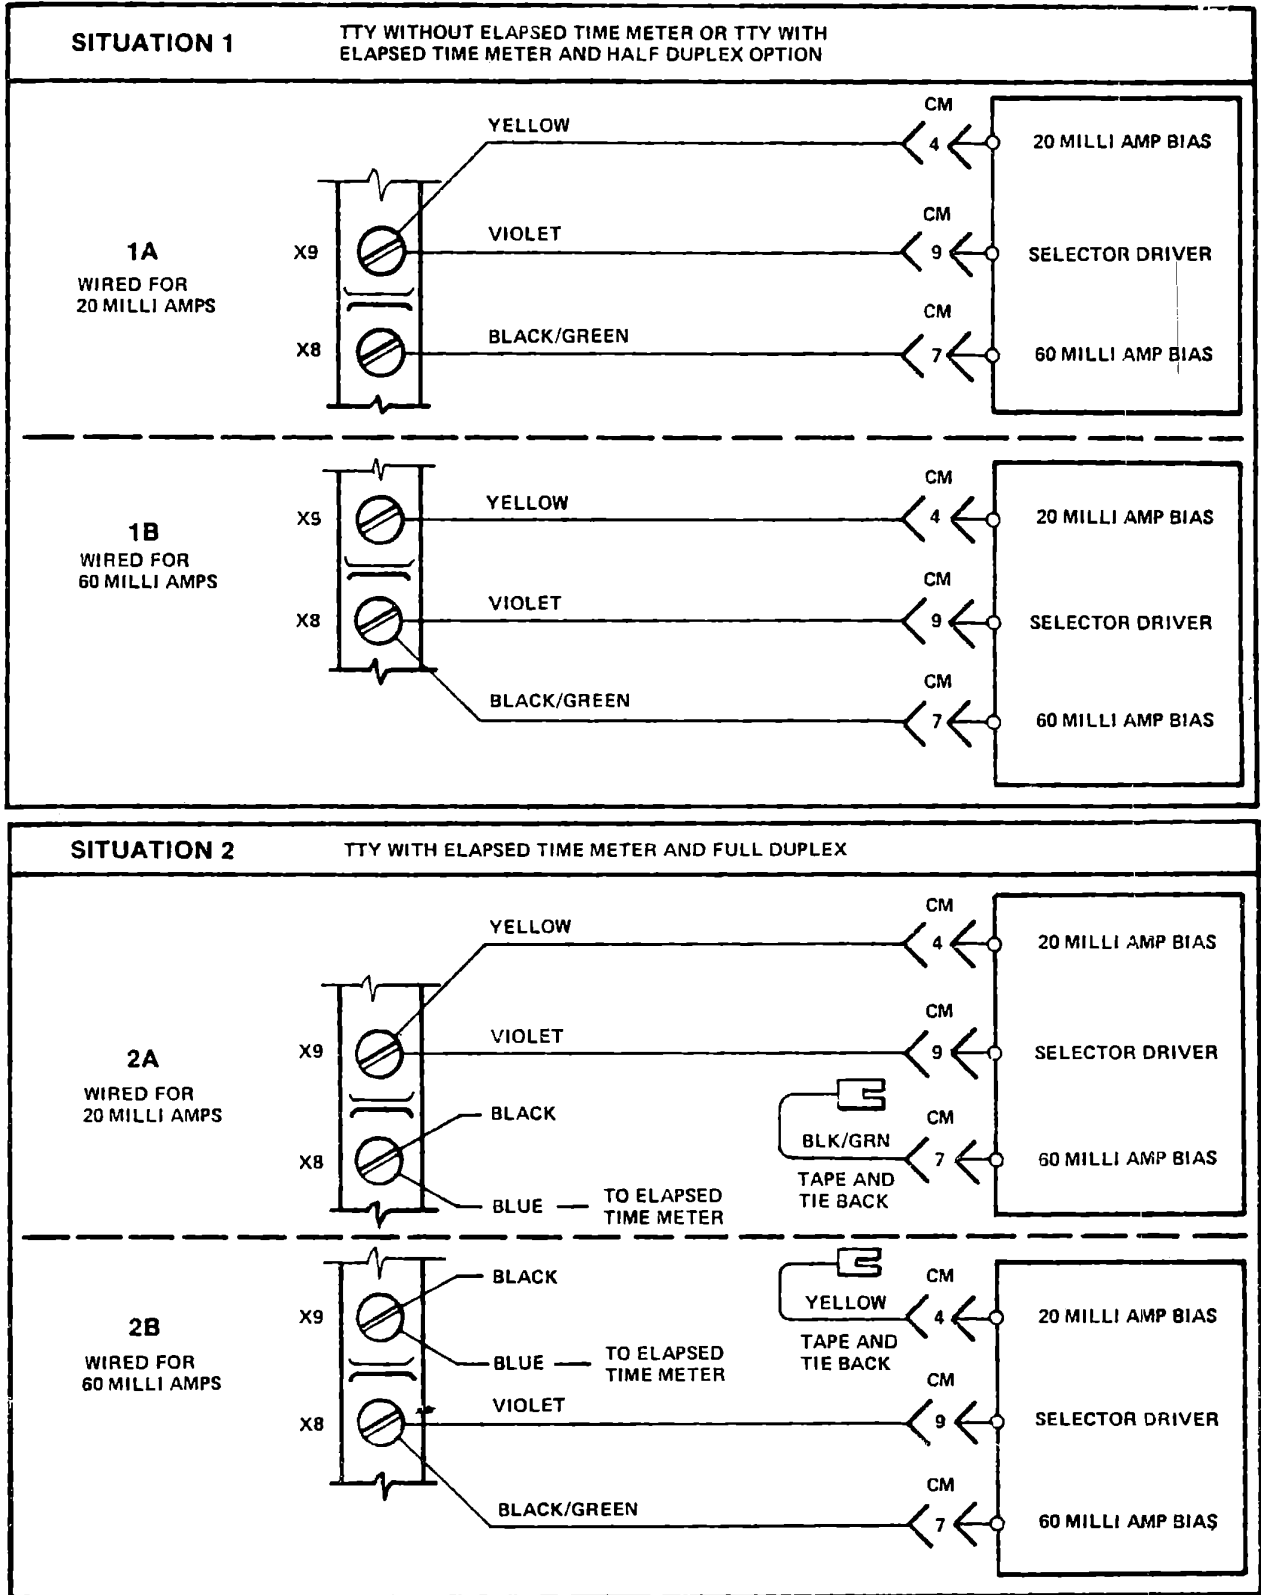 SITUATION 1
TTY WITHOUT ELAPSED TIME METER OR TTY WITH
ELAPSED TIME METER AND HALF DUPLEX OPTION
1A
WIRED FOR
20 MILLI AMPS
X9
X8
YELLOW
CM
4
20 MILLI AMP BIAS
VIOLET
CM
9
SELECTOR DRIVER
BLACK/GREEN
CM
7
60 MILLI AMP BIAS
1B
WIRED FOR
60 MILLI AMPS
X9
X8
YELLOW
CM
4
20 MILLI AMP BIAS
VIOLET
CM
9
SELECTOR DRIVER
BLACK/GREEN
CM
7
60 MILLI AMP BIAS
SITUATION 2
TTY WITH ELAPSED TIME METER AND FULL DUPLEX
2A
WIRED FOR
20 MILLI AMPS
X9
X8
YELLOW
CM
4
20 MILLI AMP BIAS
VIOLET
CM
9
SELECTOR DRIVER
BLACK
BLUE
TO ELAPSED
TIME METER
BLK/GRN
TAPE AND
TIE BACK
CM
7
60 MILLI AMP BIAS
2B
WIRED FOR
60 MILLI AMPS
X9
X8
BLACK
BLUE
TO ELAPSED
TIME METER
YELLOW
TAPE AND
TIE BACK
CM
4
20 MILLI AMP BIAS
VIOLET
CM
9
SELECTOR DRIVER
BLACK/GREEN
CM
7
60 MILLI AMP BIAS